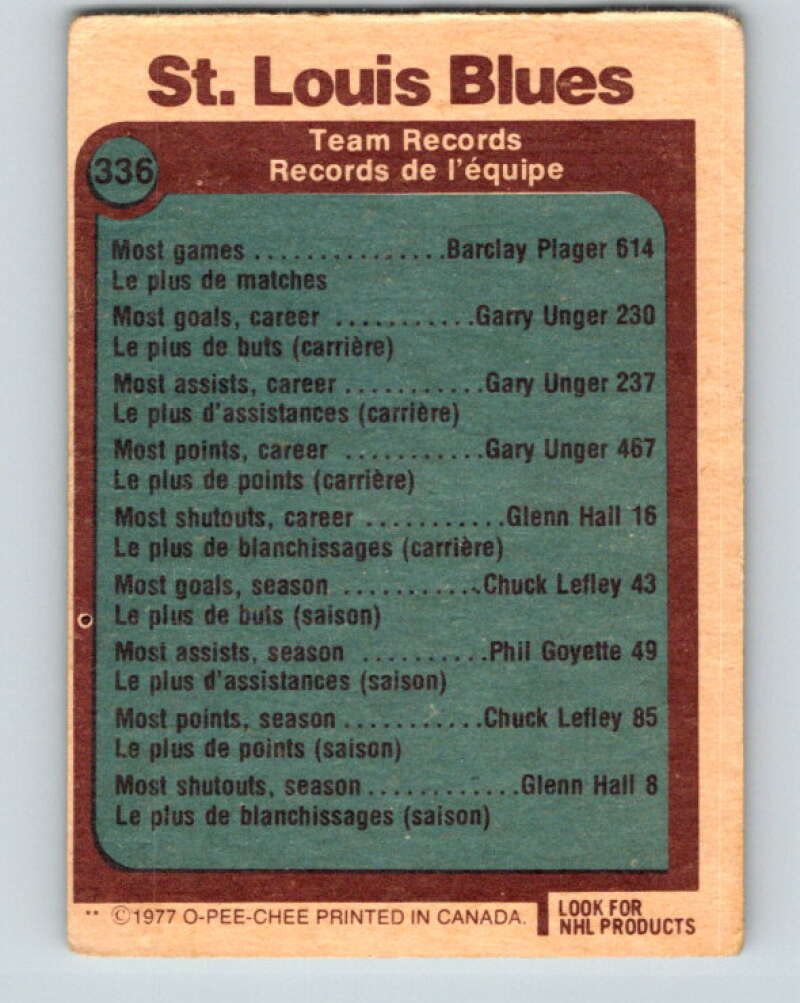 St. Louis Blues
336
Team Records
Records de l'équipe
Most games ................Barclay Plager 614
Le plus de matches
Most goals, career ............Garry Unger 230
Le plus de buts (carrière)
Most assists, career ............Gary Unger 237
Le plus d'assistances (carrière)
Most points, career ............Gary Unger 467
Le plus de points (carrière)
Most shutouts, career ............Glenn Hall 16
Le plus de blanchissages (carrière)
Most goals, season ............Chuck Lefley 43
Le plus de buts (saison)
Most assists, season ..........Phil Goyette 49
Le plus d'assistances (saison)
Most points, season ............Chuck Lefley 85
Le plus de points (saison)
Most shutouts, season .............Glenn Hall 8
Le plus de blanchissages (saison)
** ©1977 O-PEE-CHEE PRINTED IN CANADA.
LOOK FOR
NHL PRODUCTS